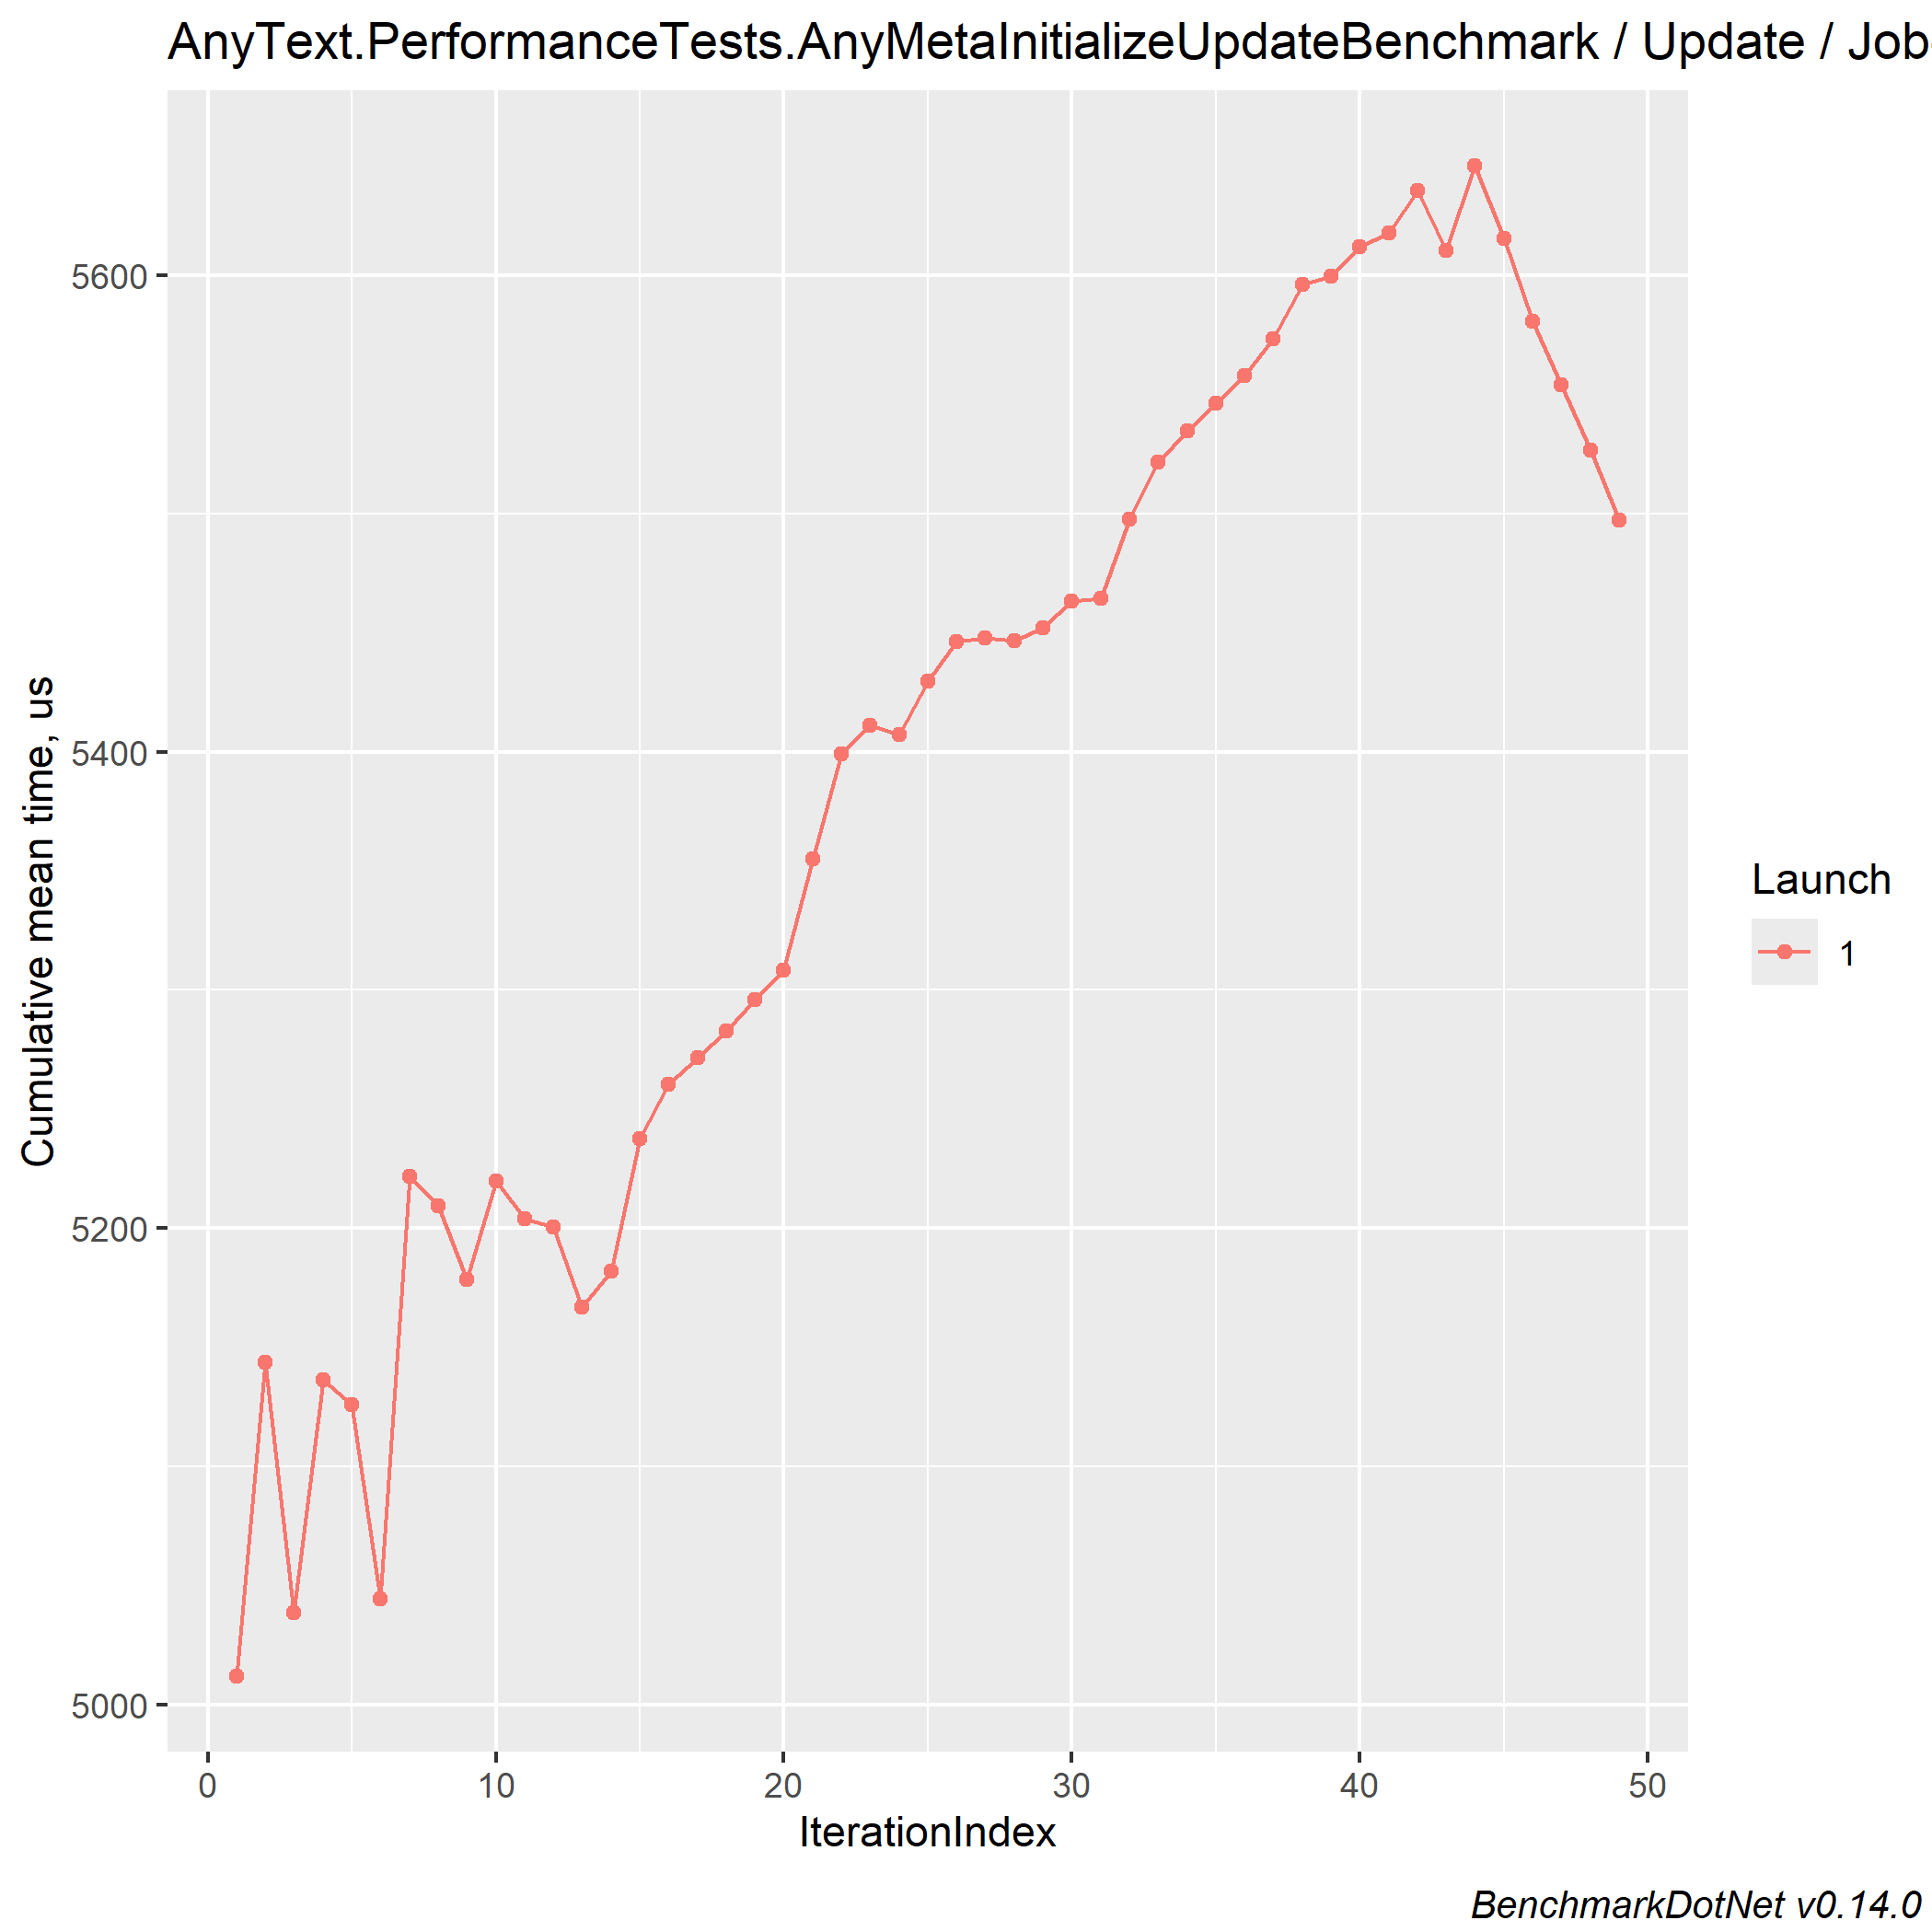 AnyText.PerformanceTests.AnyMetaInitializeUpdateBenchmark / Update / Job
Cumulative mean time, us
5600
5400
5200
5000
0 10 20 30 40 50
IterationIndex
Launch
1
BenchmarkDotNet v0.14.0